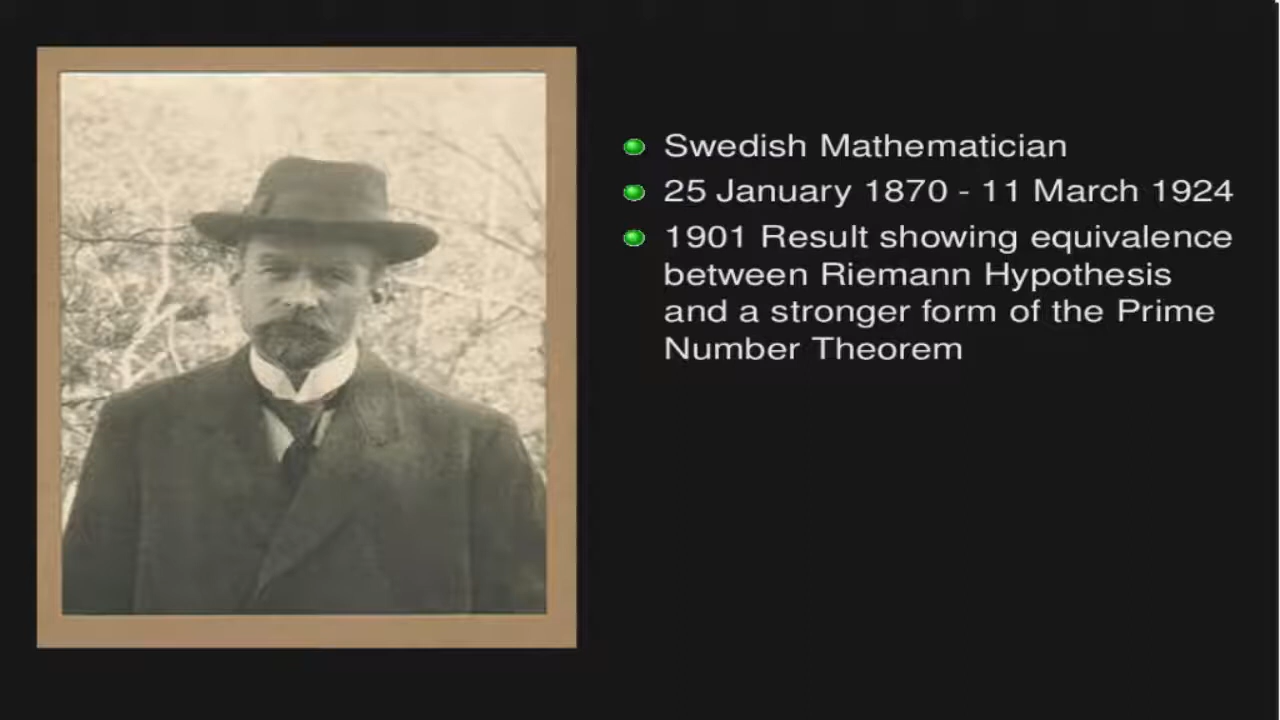 Swedish Mathematician
25 January 1870 - 11 March 1924
1901 Result showing equivalence
between Riemann Hypothesis
and a stronger form of the Prime
Number Theorem